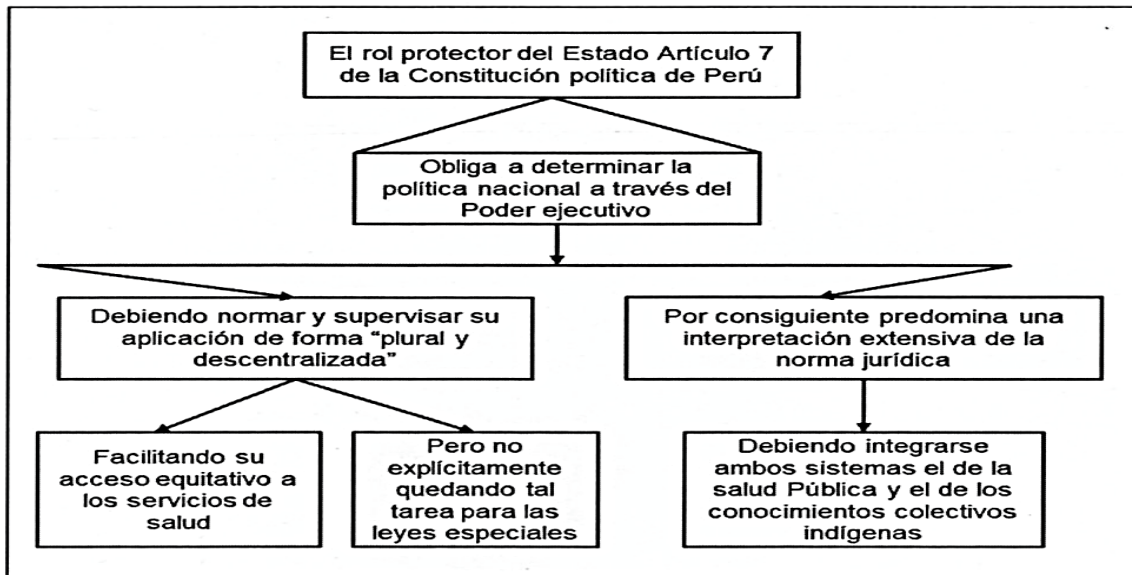 El rol protector del Estado Artículo 7
de la Constitución política de Perú
Obliga a determinar la
política nacional a través del
Poder ejecutivo
Debiendo normar y supervisar su
aplicación de forma “plural y
descentralizada”
Por consiguiente predomina una
interpretación extensiva de la
norma jurídica
Facilitando su
acceso equitativo a
los servicios de
salud
Pero no
explícitamente
quedando tal
tarea para las
leyes especiales
Debiendo integrarse
ambos sistemas el de la
salud Pública y el de los
conocimientos colectivos
indígenas